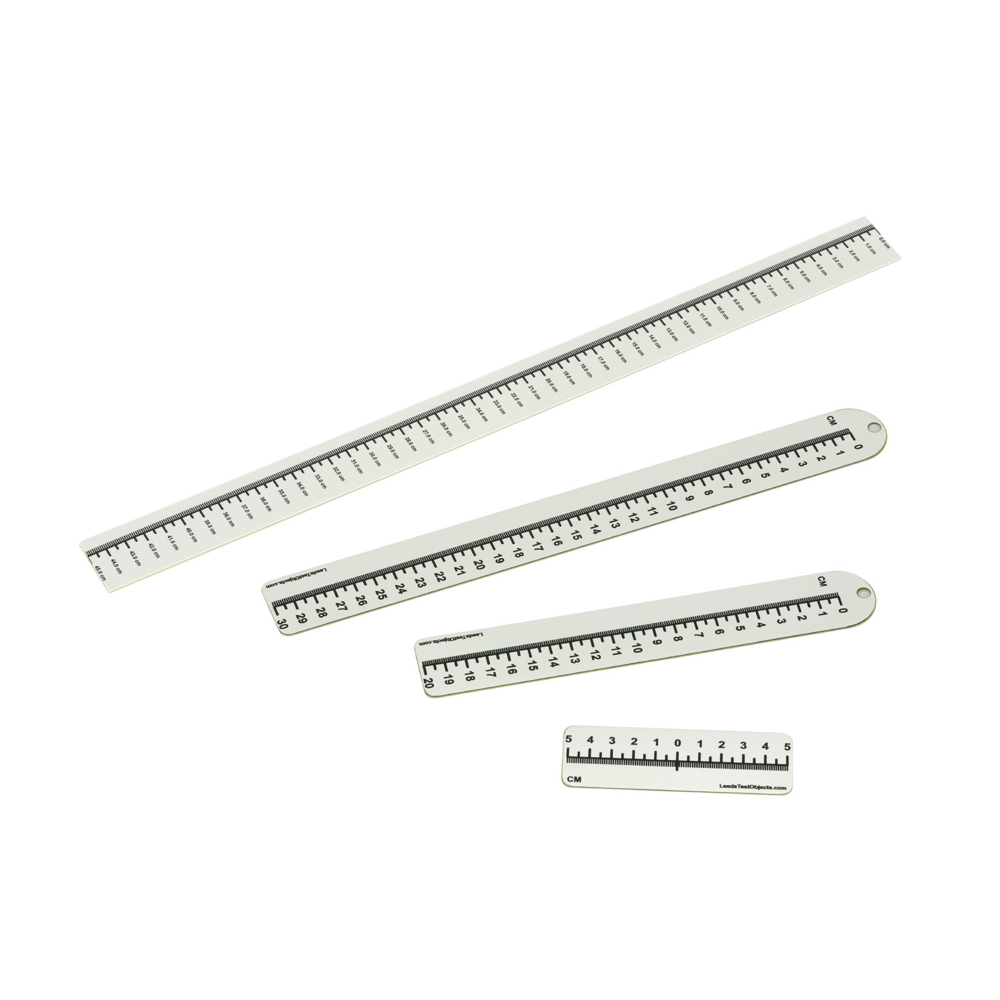 0.0 cm 1.0 cm 2.0 cm 3.0 cm 4.0 cm 5.0 cm 6.0 cm 7.0 cm 8.0 cm 9.0 cm 10.0 cm 11.0 cm 12.0 cm 13.0 cm 14.0 cm 15.0 cm 16.0 cm 17.0 cm 18.0 cm 19.0 cm 20.0 cm 21.0 cm 22.0 cm 23.0 cm 24.0 cm 25.0 cm 26.0 cm 27.0 cm 28.0 cm 29.0 cm 30.0 cm 31.0 cm 32.0 cm 33.0 cm 34.0 cm 35.0 cm 36.0 cm 37.0 cm 38.0 cm 39.0 cm 40.0 cm 41.0 cm 42.0 cm 43.0 cm 44.0 cm 45.0 cm
CM
0 1 2 3 4 5 6 7 8 9 10 11 12 13 14 15 16 17 18 19 20 21 22 23 24 25 26 27 28 29 30
LeedsTestObjects.com
CM
0 1 2 3 4 5 6 7 8 9 10 11 12 13 14 15 16 17 18 19 20
LeedsTestObjects.com
5 4 3 2 1 0 1 2 3 4 5
CM
LeedsTestObjects.com